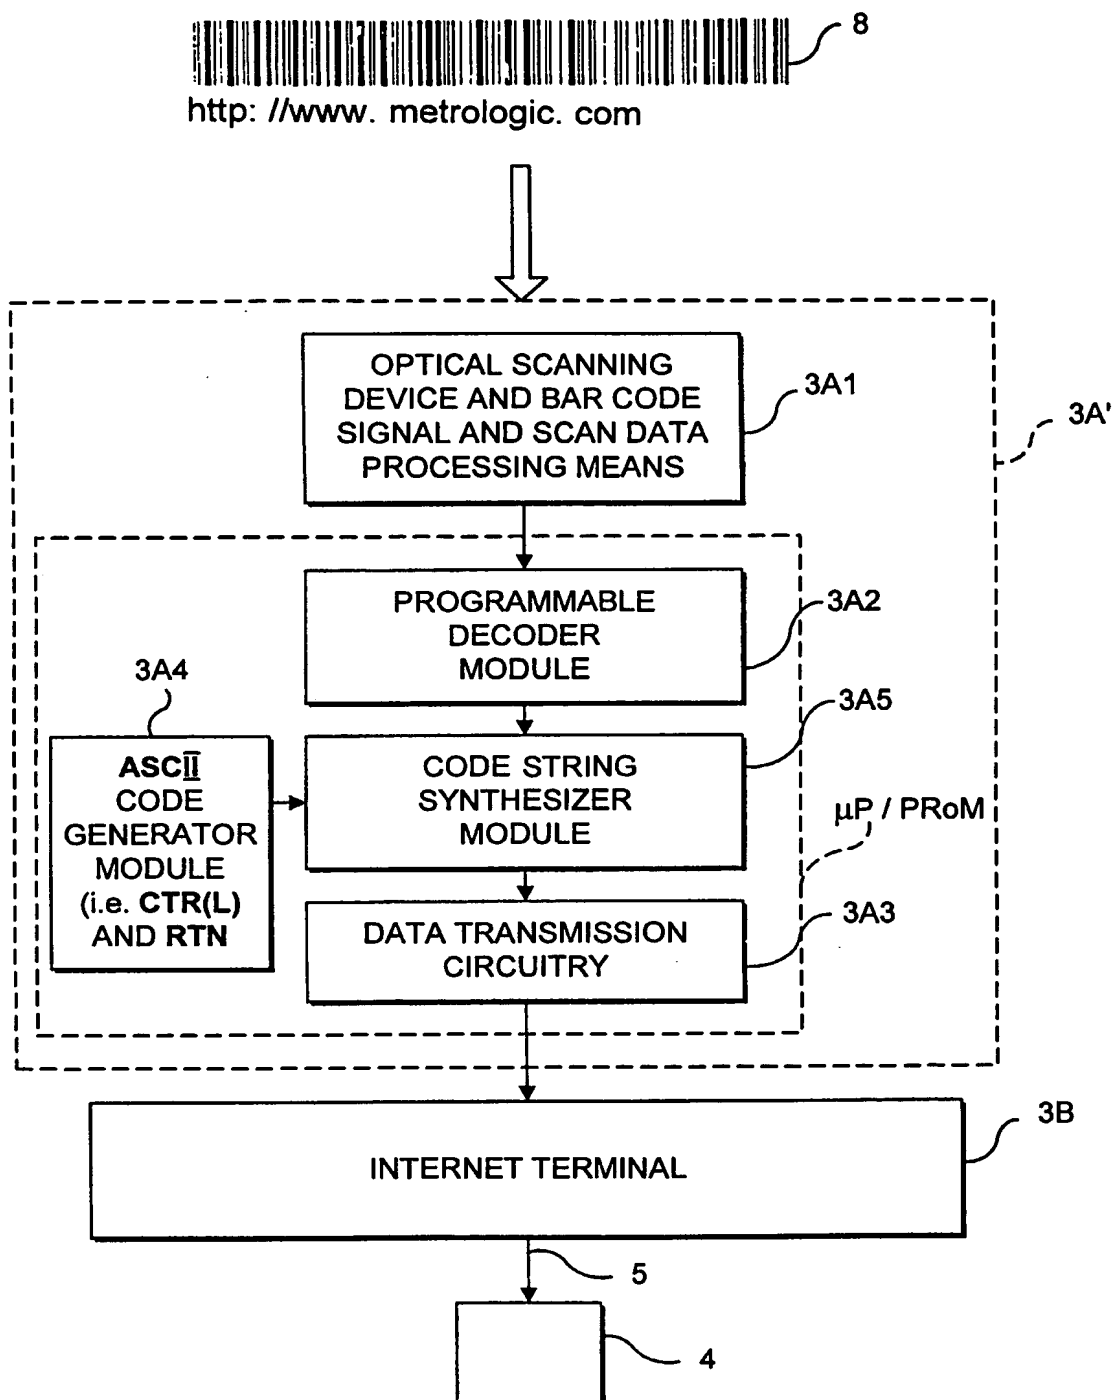 8
http: //www. metrologic. com
OPTICAL SCANNING
DEVICE AND BAR CODE
SIGNAL AND SCAN DATA
PROCESSING MEANS
3A1
3A'
PROGRAMMABLE
DECODER
MODULE
3A2
3A4
3A5
ASCII
CODE
GENERATOR
MODULE
(i.e. CTR(L)
AND RTN
CODE STRING
SYNTHESIZER
MODULE
µP / PRoM
3A3
DATA TRANSMISSION
CIRCUITRY
3B
INTERNET TERMINAL
5
4